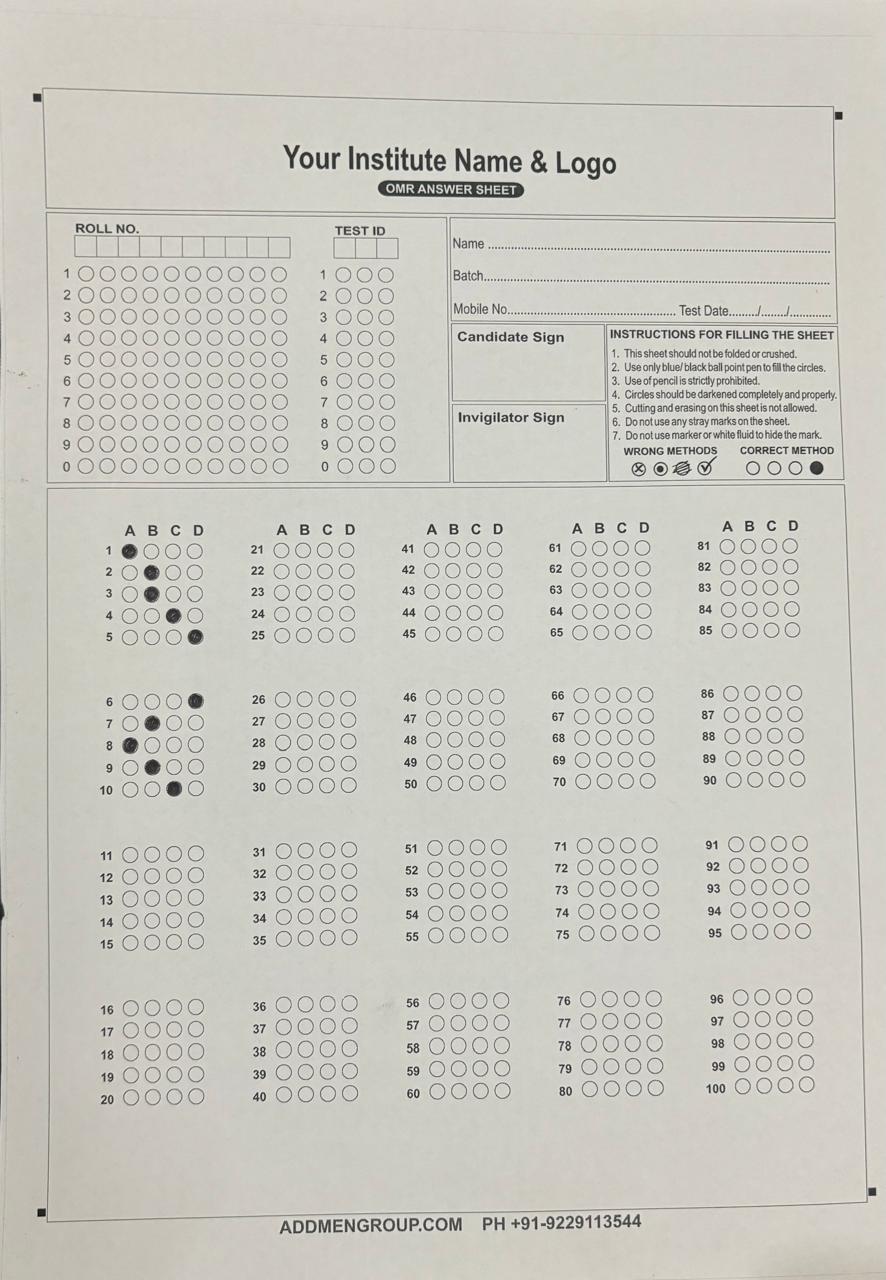 Your Institute Name & Logo
OMR ANSWER SHEET
ROLL NO.
TEST ID
1 1
2 2
3 3
4 4
5 5
6 6
7 7
8 8
9 9
0 0
Name ........................................
Batch........................................
Mobile No........................................ Test Date......../......../............
Candidate Sign
Invigilator Sign
INSTRUCTIONS FOR FILLING THE SHEET
1. This sheet should not be folded or crushed.
2. Use only blue/ black ball point pen to fill the circles.
3. Use of pencil is strictly prohibited.
4. Circles should be darkened completely and properly.
5. Cutting and erasing on this sheet is not allowed.
6. Do not use any stray marks on the sheet.
7. Do not use marker or white fluid to hide the mark.
WRONG METHODS CORRECT METHOD
A B C D A B C D A B C D A B C D A B C D
1 21 41 61 81
2 22 42 62 82
3 23 43 63 83
4 24 44 64 84
5 25 45 65 85
6 26 46 66 86
7 27 47 67 87
8 28 48 68 88
9 29 49 69 89
10 30 50 70 90
11 31 51 71 91
12 32 52 72 92
13 33 53 73 93
14 34 54 74 94
15 35 55 75 95
16 36 56 76 96
17 37 57 77 97
18 38 58 78 98
19 39 59 79 99
20 40 60 80 100
ADDMENGROUP.COM PH +91-9229113544